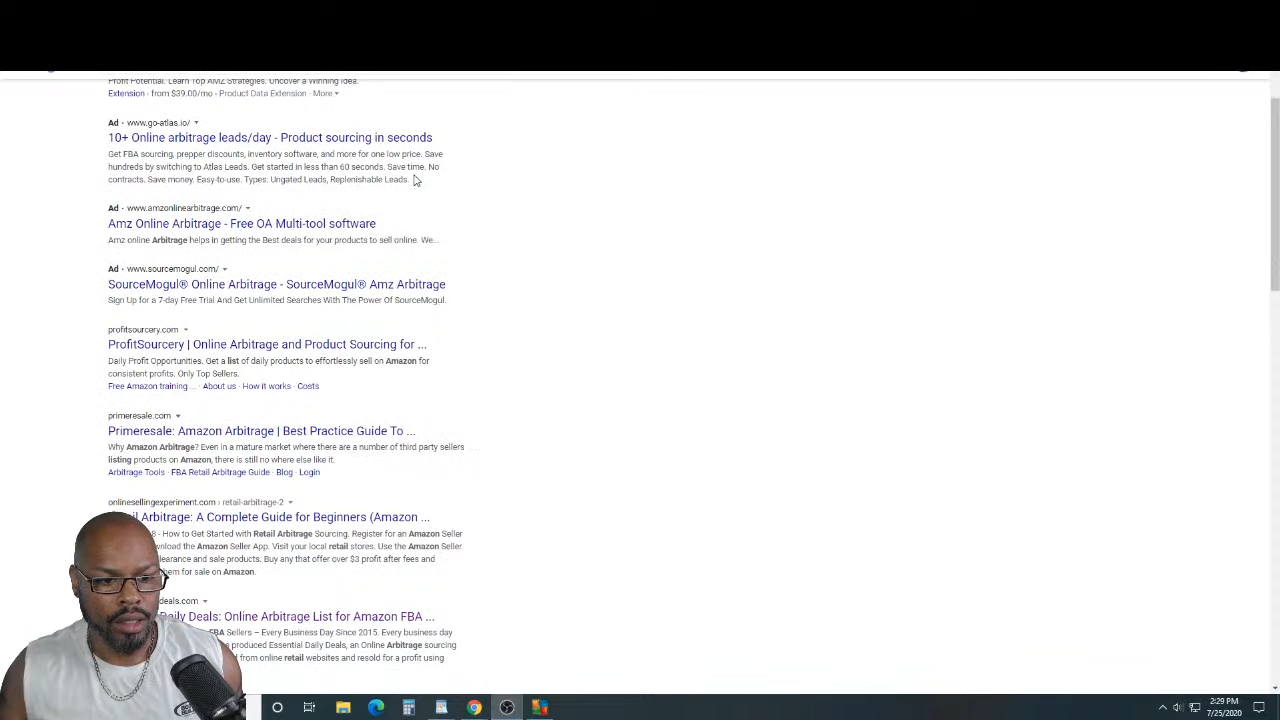 Profit Potential. Learn Top AMZ Strategies. Uncover a Winning Idea.
Extension - from $39.00/mo - Product Data Extension · More
Ad · www.go-atlas.io/
10+ Online arbitrage leads/day - Product sourcing in seconds
Get FBA sourcing, prepper discounts, inventory software, and more for one low price. Save
hundreds by switching to Atlas Leads. Get started in less than 60 seconds. Save time. No
contracts. Save money. Easy-to-use. Types: Ungated Leads, Replenishable Leads.
Ad · www.amzonlinearbitrage.com/
Amz Online Arbitrage - Free OA Multi-tool software
Amz online Arbitrage helps in getting the Best deals for your products to sell online. We...
Ad · www.sourcemogul.com/
SourceMogul® Online Arbitrage - SourceMogul® Amz Arbitrage
Sign Up for a 7-day Free Trial And Get Unlimited Searches With The Power Of SourceMogul.
profitsourcery.com
ProfitSourcery | Online Arbitrage and Product Sourcing for ...
Daily Profit Opportunities. Get a list of daily products to effortlessly sell on Amazon for
consistent profits. Only Top Sellers.
Free Amazon training ... · About us · How it works · Costs
primeresale.com
Primeresale: Amazon Arbitrage | Best Practice Guide To ...
Why Amazon Arbitrage? Even in a mature market where there are a number of third party sellers
listing products on Amazon, there is still no where else like it.
Arbitrage Tools · FBA Retail Arbitrage Guide · Blog · Login
onlinesellingexperiment.com › retail-arbitrage-2
Arbitrage: A Complete Guide for Beginners (Amazon ...
8 - How to Get Started with Retail Arbitrage Sourcing. Register for an Amazon Seller
the Amazon Seller App. Visit your local retail stores. Use the Amazon Seller
clearance and sale products. Buy any that offer over $3 profit after fees and
for sale on Amazon.
deals.com
Daily Deals: Online Arbitrage List for Amazon FBA ...
FBA Sellers – Every Business Day Since 2015. Every business day
produced Essential Daily Deals, an Online Arbitrage sourcing
from online retail websites and resold for a profit using
2:29 PM
7/25/2020